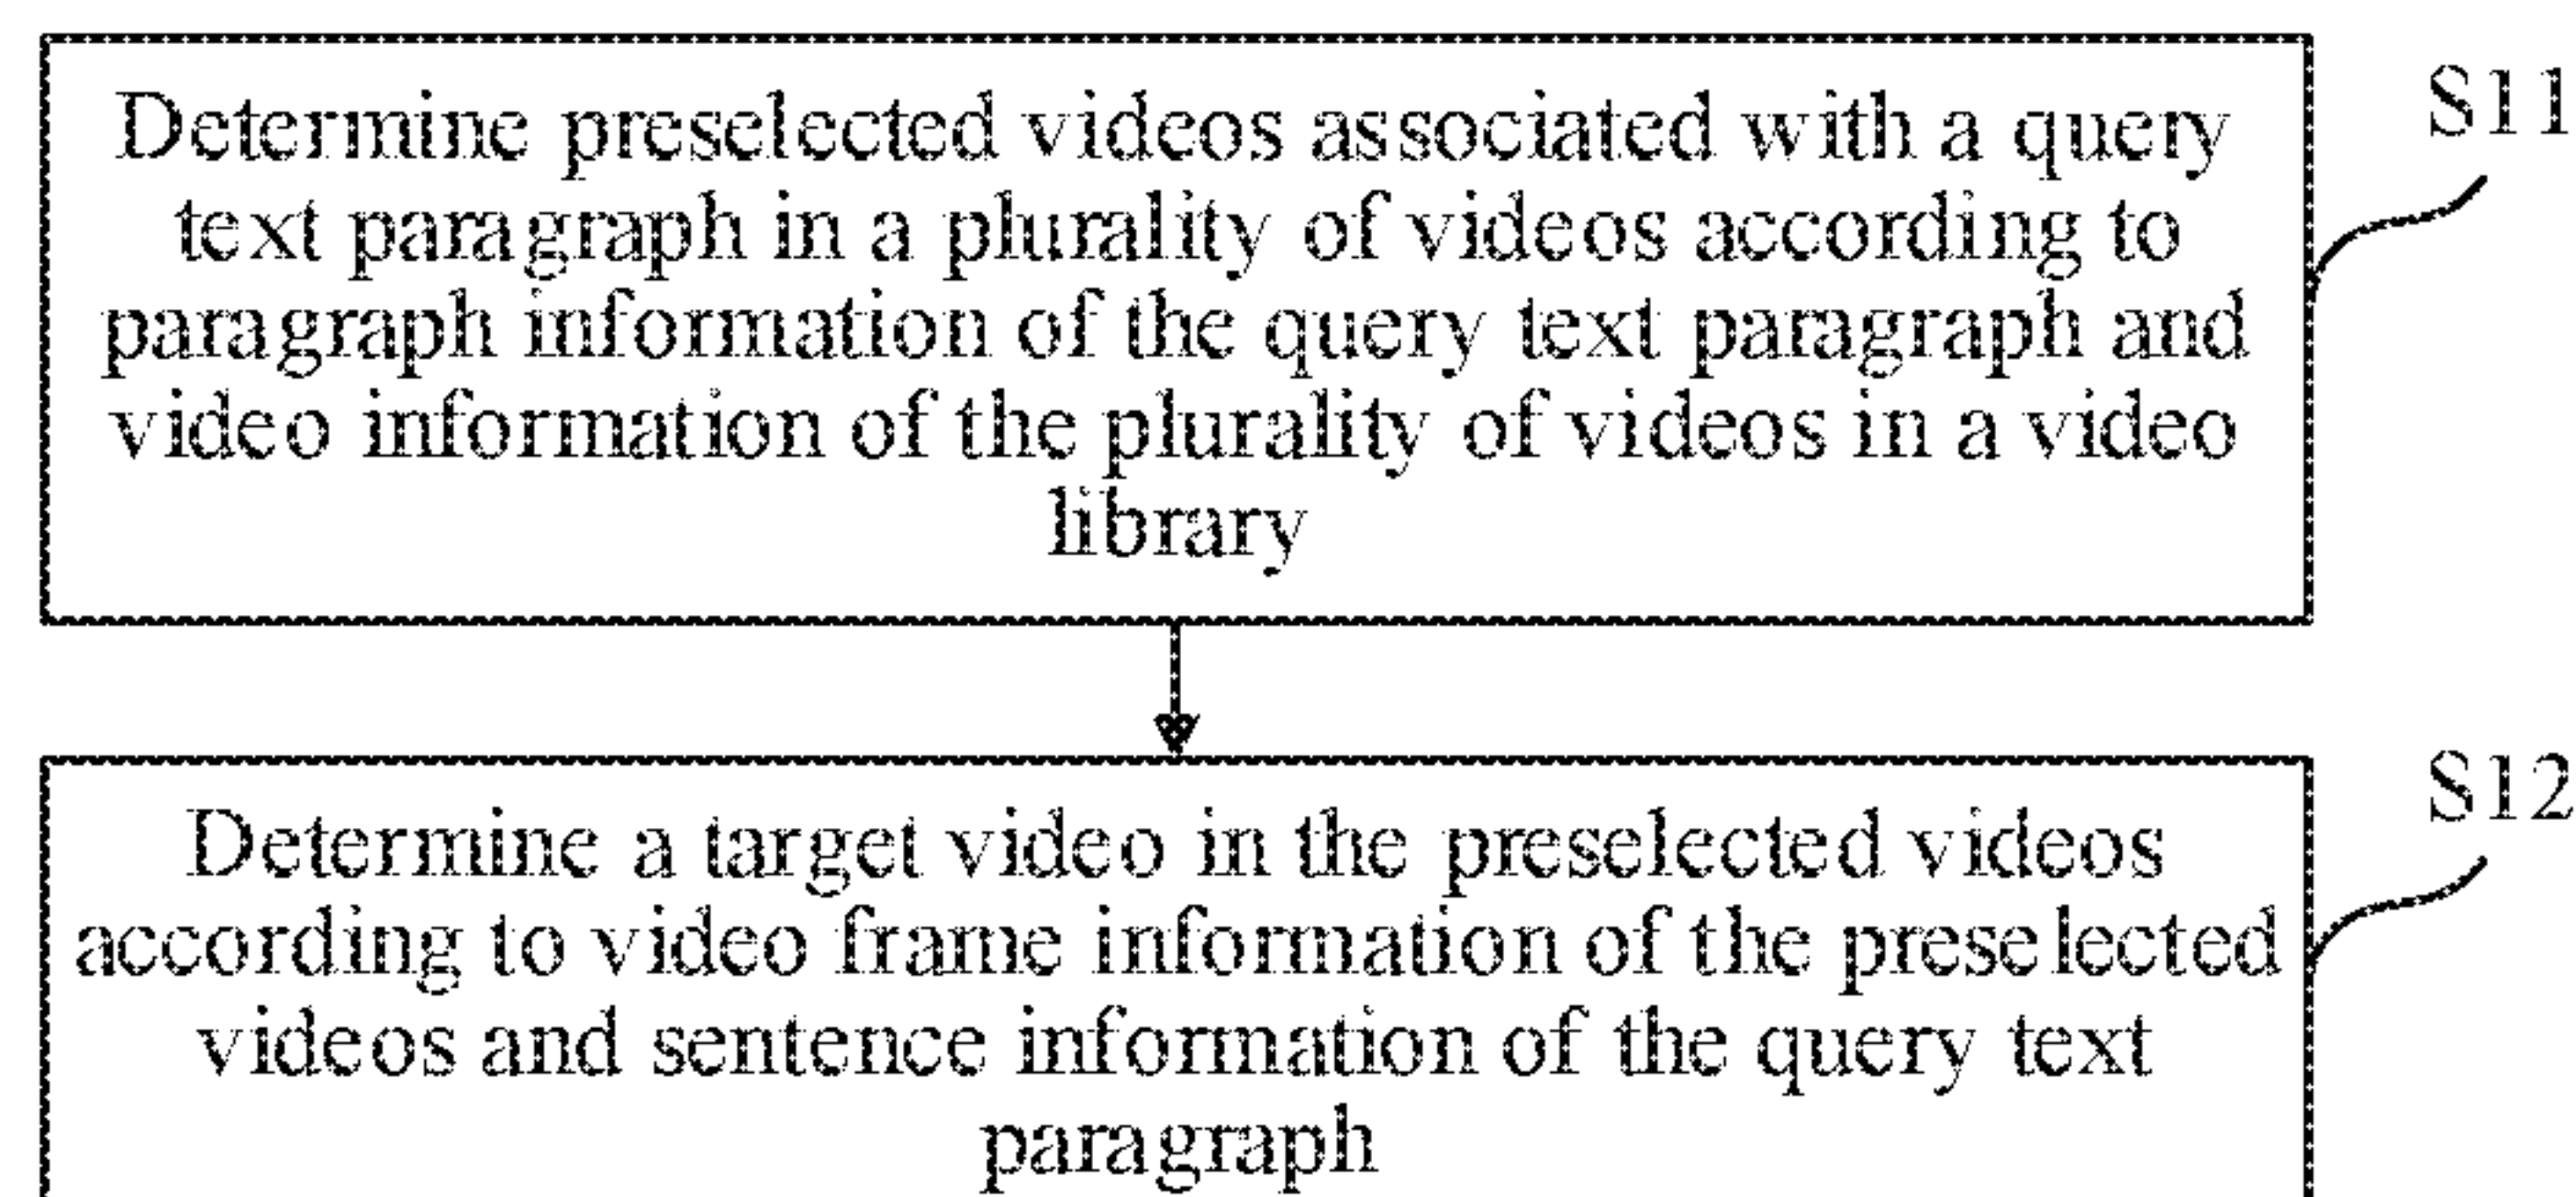 Determine preselected videos associated with a query
text paragraph in a plurality of videos according to
paragraph information of the query text paragraph and
video information of the plurality of videos in a video
library
S11
Determine a target video in the preselected videos
according to video frame information of the preselected
videos and sentence information of the query text
paragraph
S12